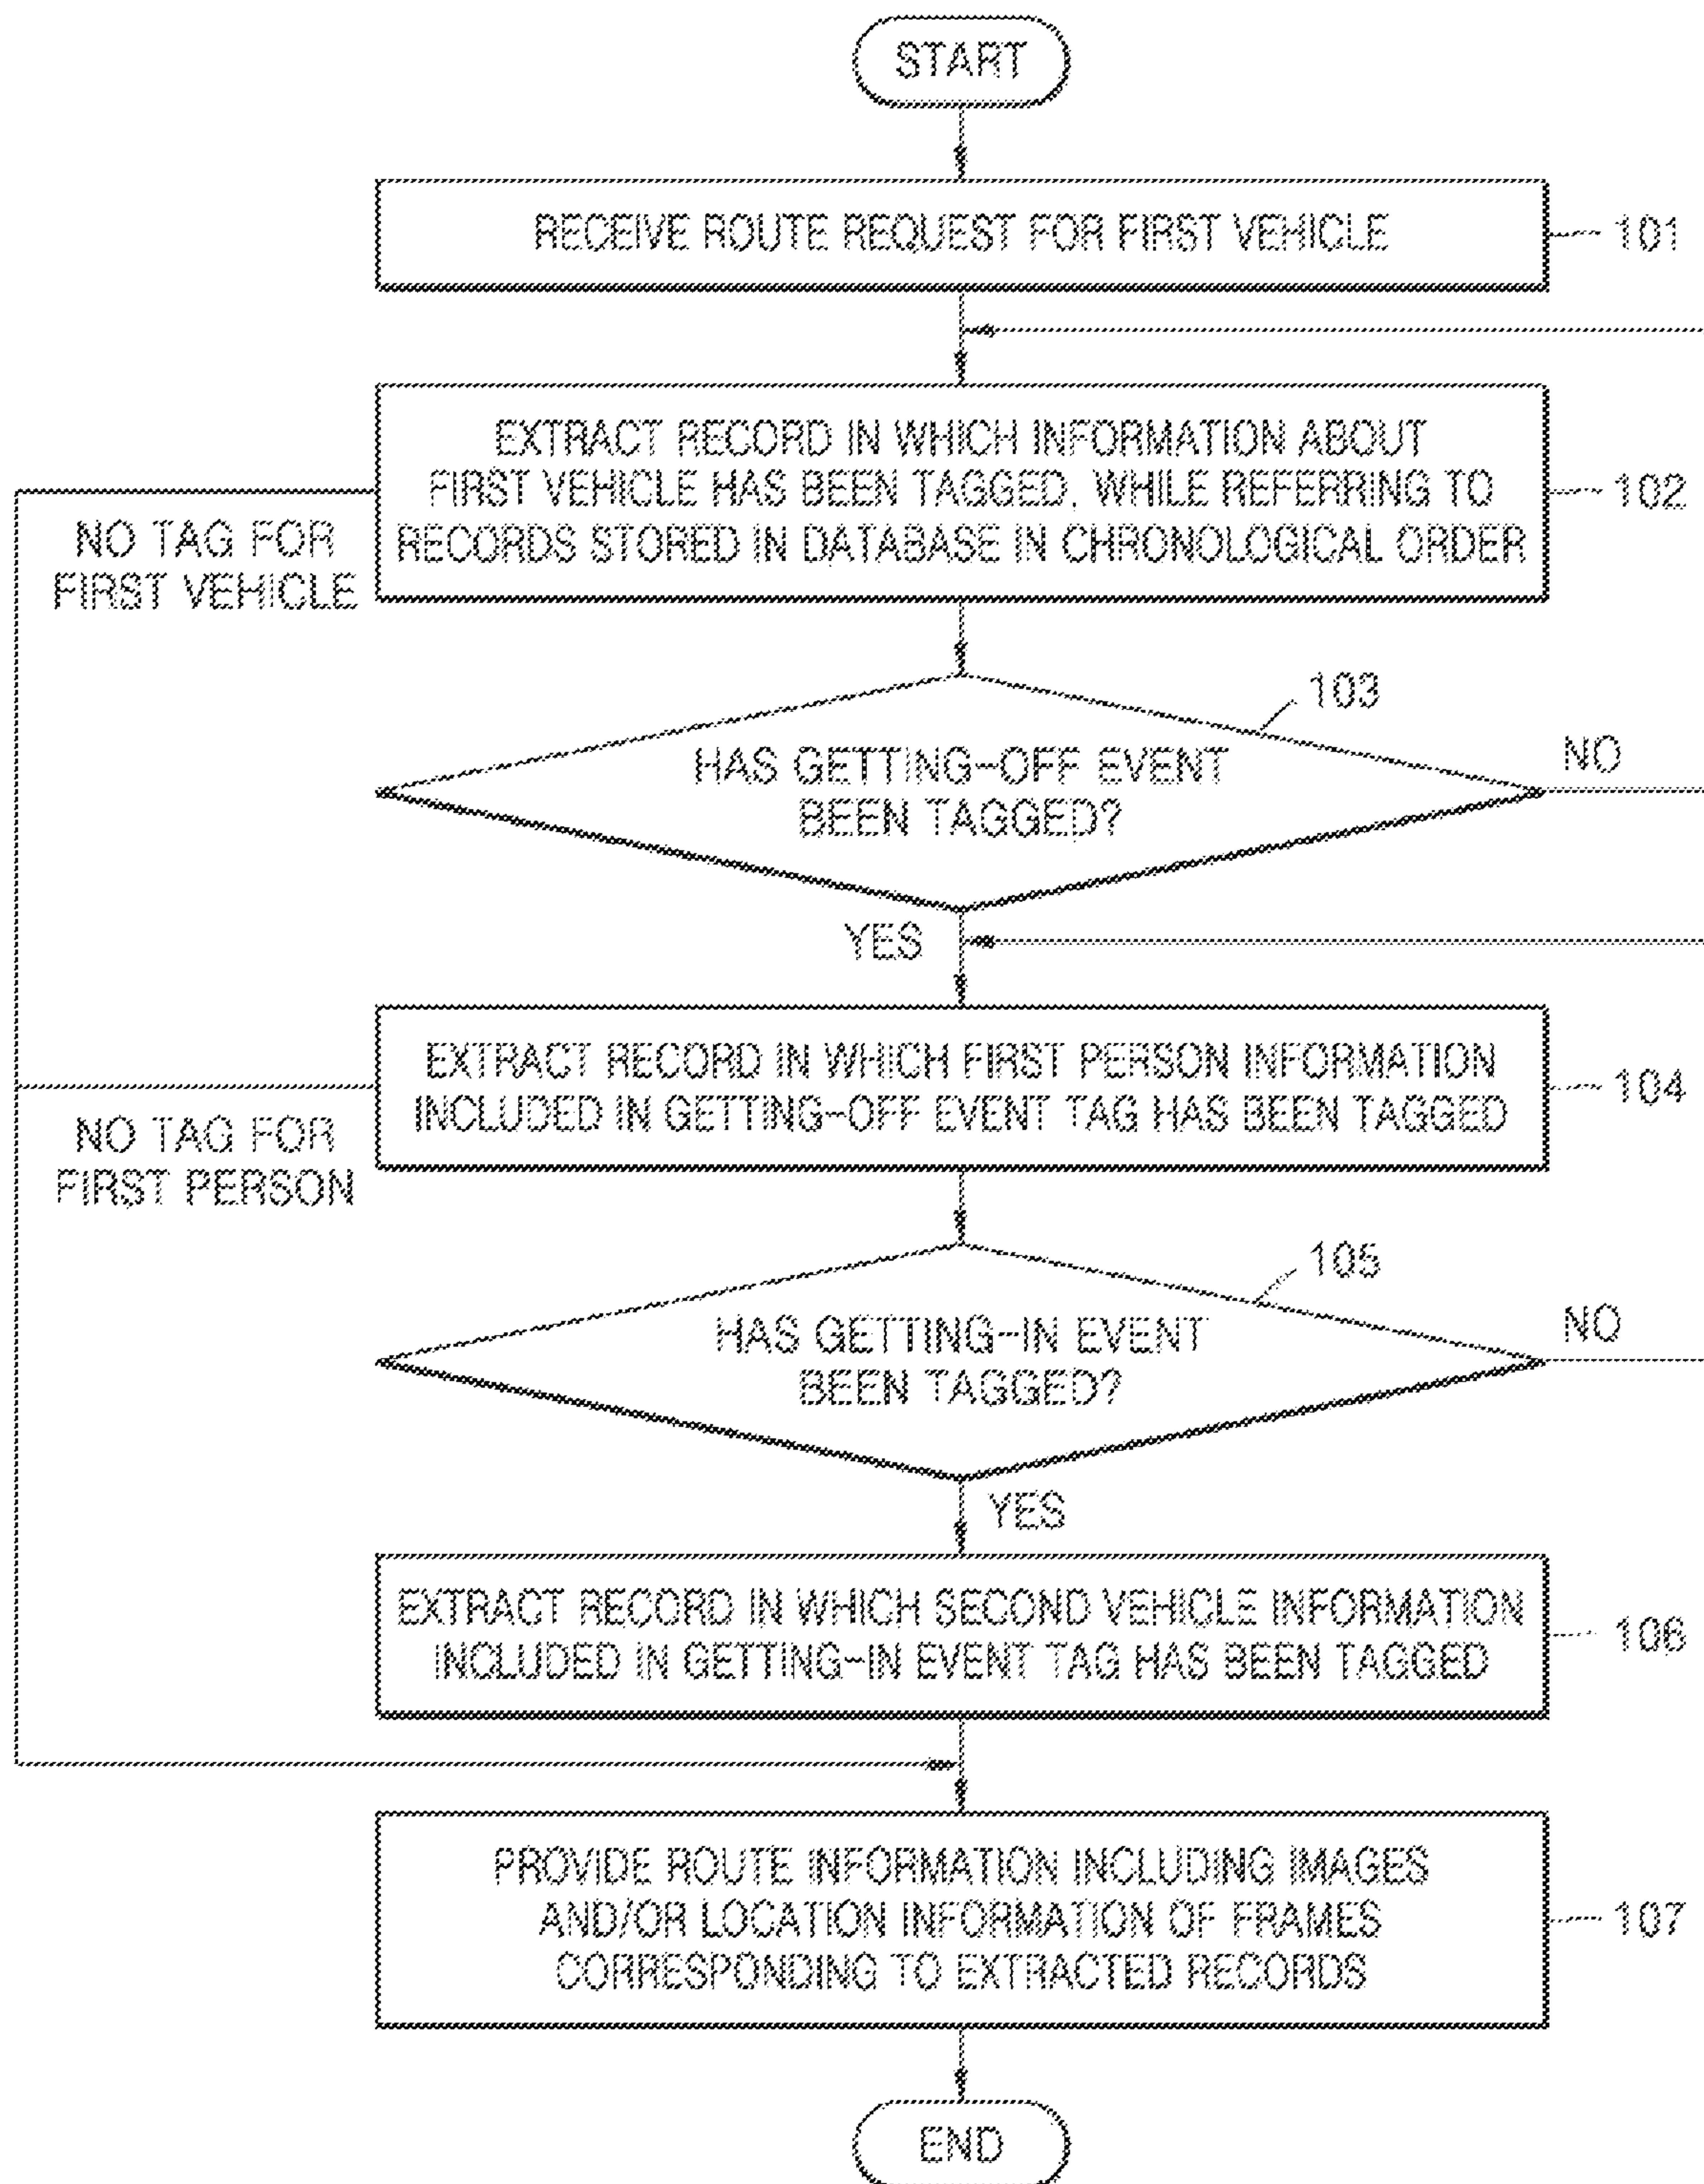 START
RECEIVE ROUTE REQUEST FOR FIRST VEHICLE
101
EXTRACT RECORD IN WHICH INFORMATION ABOUT
FIRST VEHICLE HAS BEEN TAGGED, WHILE REFERRING TO
RECORDS STORED IN DATABASE IN CHRONOLOGICAL ORDER
102
NO TAG FOR
FIRST VEHICLE
103
HAS GETTING-OFF EVENT
BEEN TAGGED?
NO
YES
EXTRACT RECORD IN WHICH FIRST PERSON INFORMATION
INCLUDED IN GETTING-OFF EVENT TAG HAS BEEN TAGGED
104
NO TAG FOR
FIRST PERSON
105
HAS GETTING-IN EVENT
BEEN TAGGED?
NO
YES
EXTRACT RECORD IN WHICH SECOND VEHICLE INFORMATION
INCLUDED IN GETTING-IN EVENT TAG HAS BEEN TAGGED
106
PROVIDE ROUTE INFORMATION INCLUDING IMAGES
AND/OR LOCATION INFORMATION OF FRAMES
CORRESPONDING TO EXTRACTED RECORDS
107
END